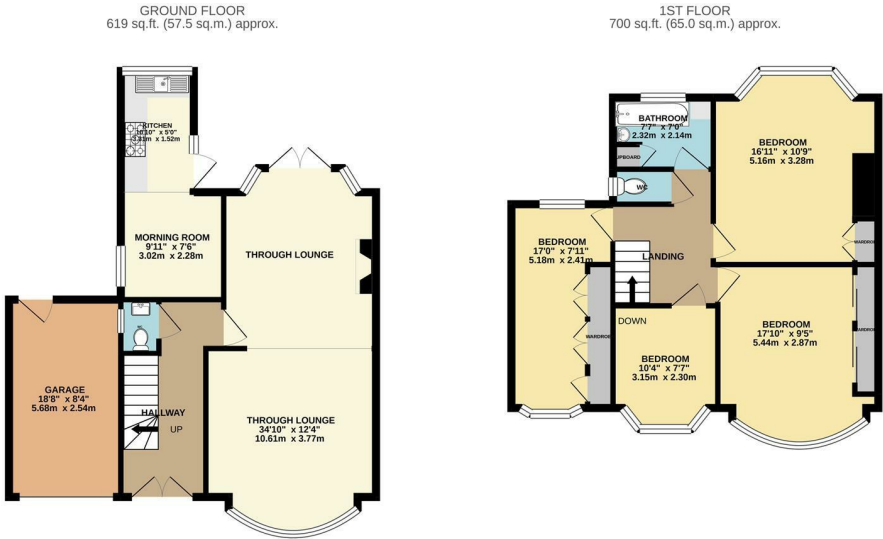 GROUND FLOOR
619 sq.ft. (57.5 sq.m.) approx.
KITCHEN
10'10" x 5'0"
3.31m x 1.52m
MORNING ROOM
9'11" x 7'6"
3.02m x 2.28m
THROUGH LOUNGE
WC
GARAGE
18'8" x 8'4"
5.68m x 2.54m
HALLWAY
UP
THROUGH LOUNGE
34'10" x 12'4"
10.61m x 3.77m
1ST FLOOR
700 sq.ft. (65.0 sq.m.) approx.
BATHROOM
7'7" x 7'0"
2.32m x 2.14m
CUPBOARD
WC
BEDROOM
16'11" x 10'9"
5.16m x 3.28m
WARDROBE
BEDROOM
17'0" x 7'11"
5.18m x 2.41m
LANDING
WARDROBE
DOWN
BEDROOM
10'4" x 7'7"
3.15m x 2.30m
BEDROOM
17'10" x 9'5"
5.44m x 2.87m
WARDROBE